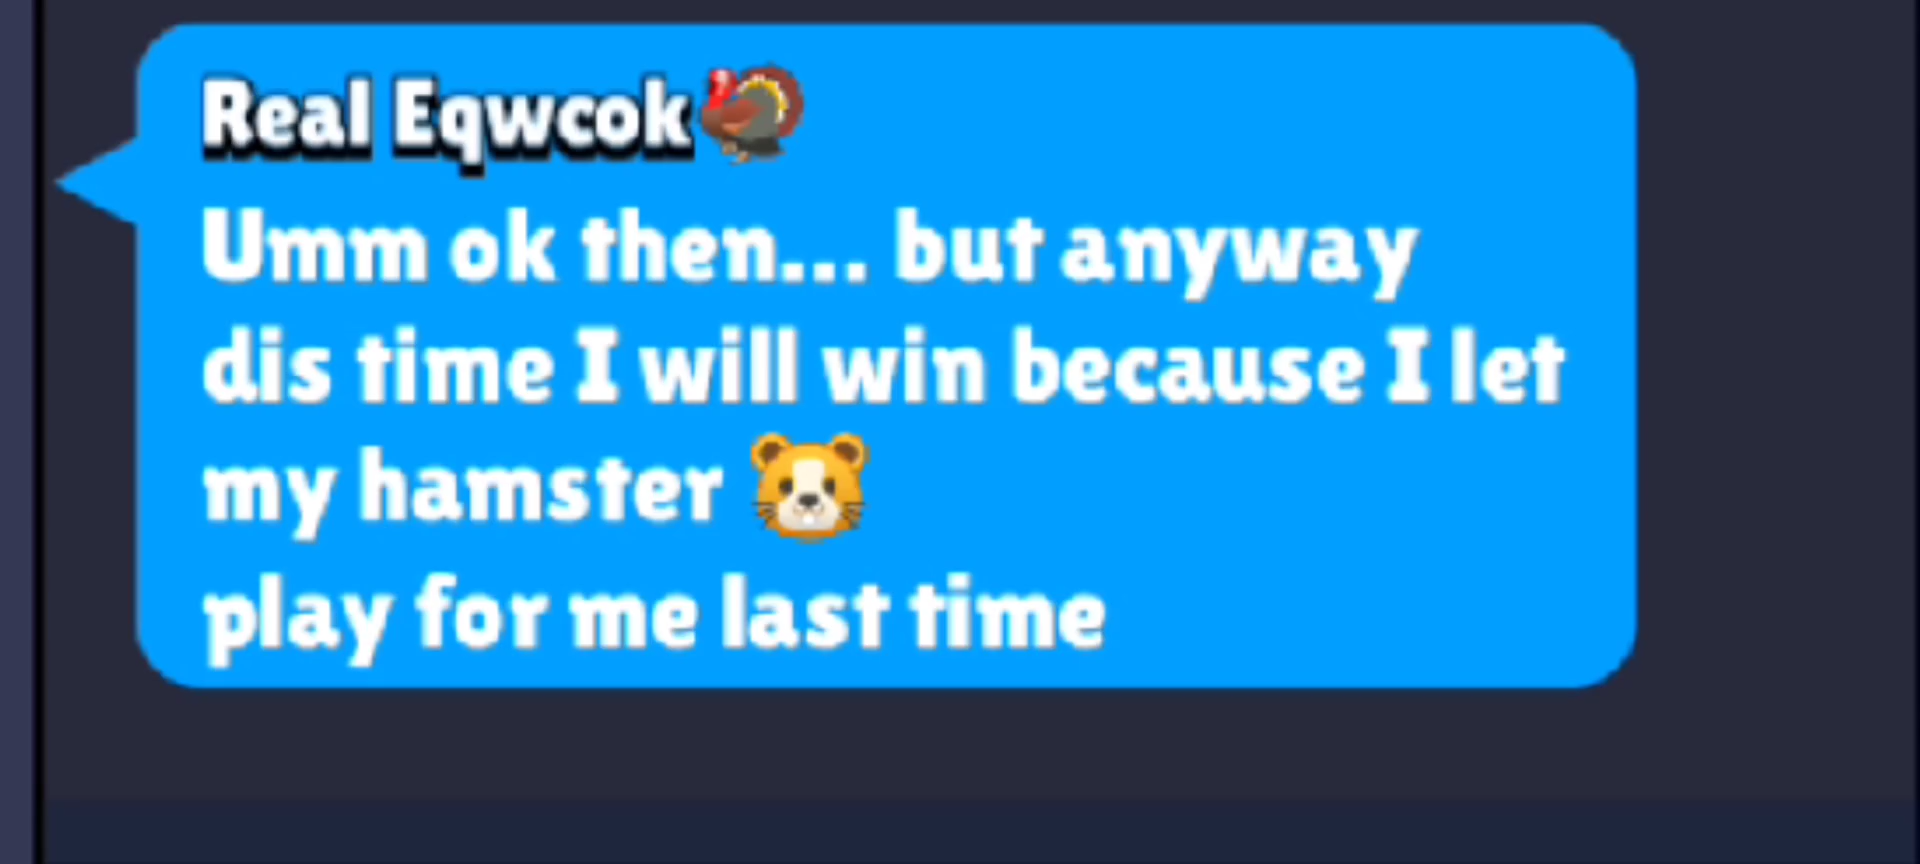 Real Eqwcok🦃
Umm ok then... but anyway
dis time I will win because I let
my hamster 🐹
play for me last time